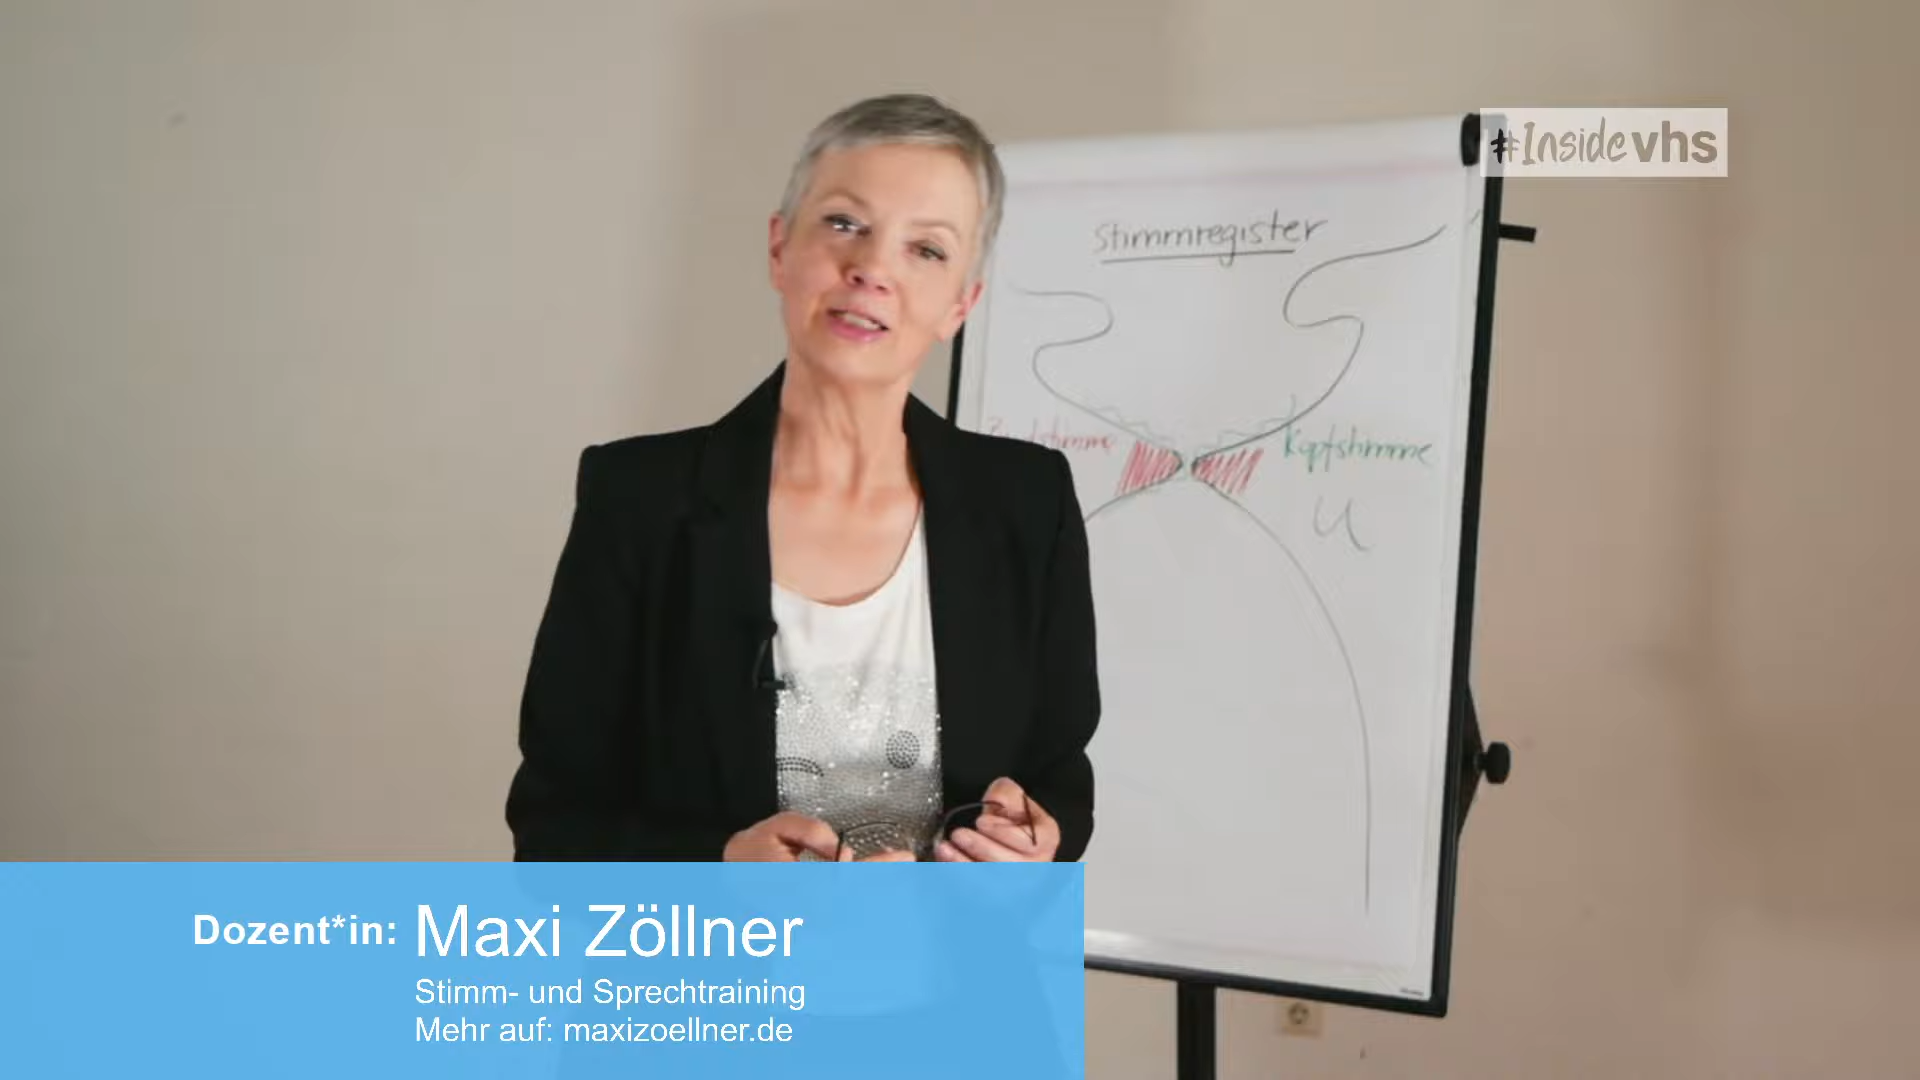 #Insidevhs
Stimmregister
Kopfstimme
U
Dozent*in: Maxi Zöllner
Stimm- und Sprechtraining
Mehr auf: maxizoellner.de